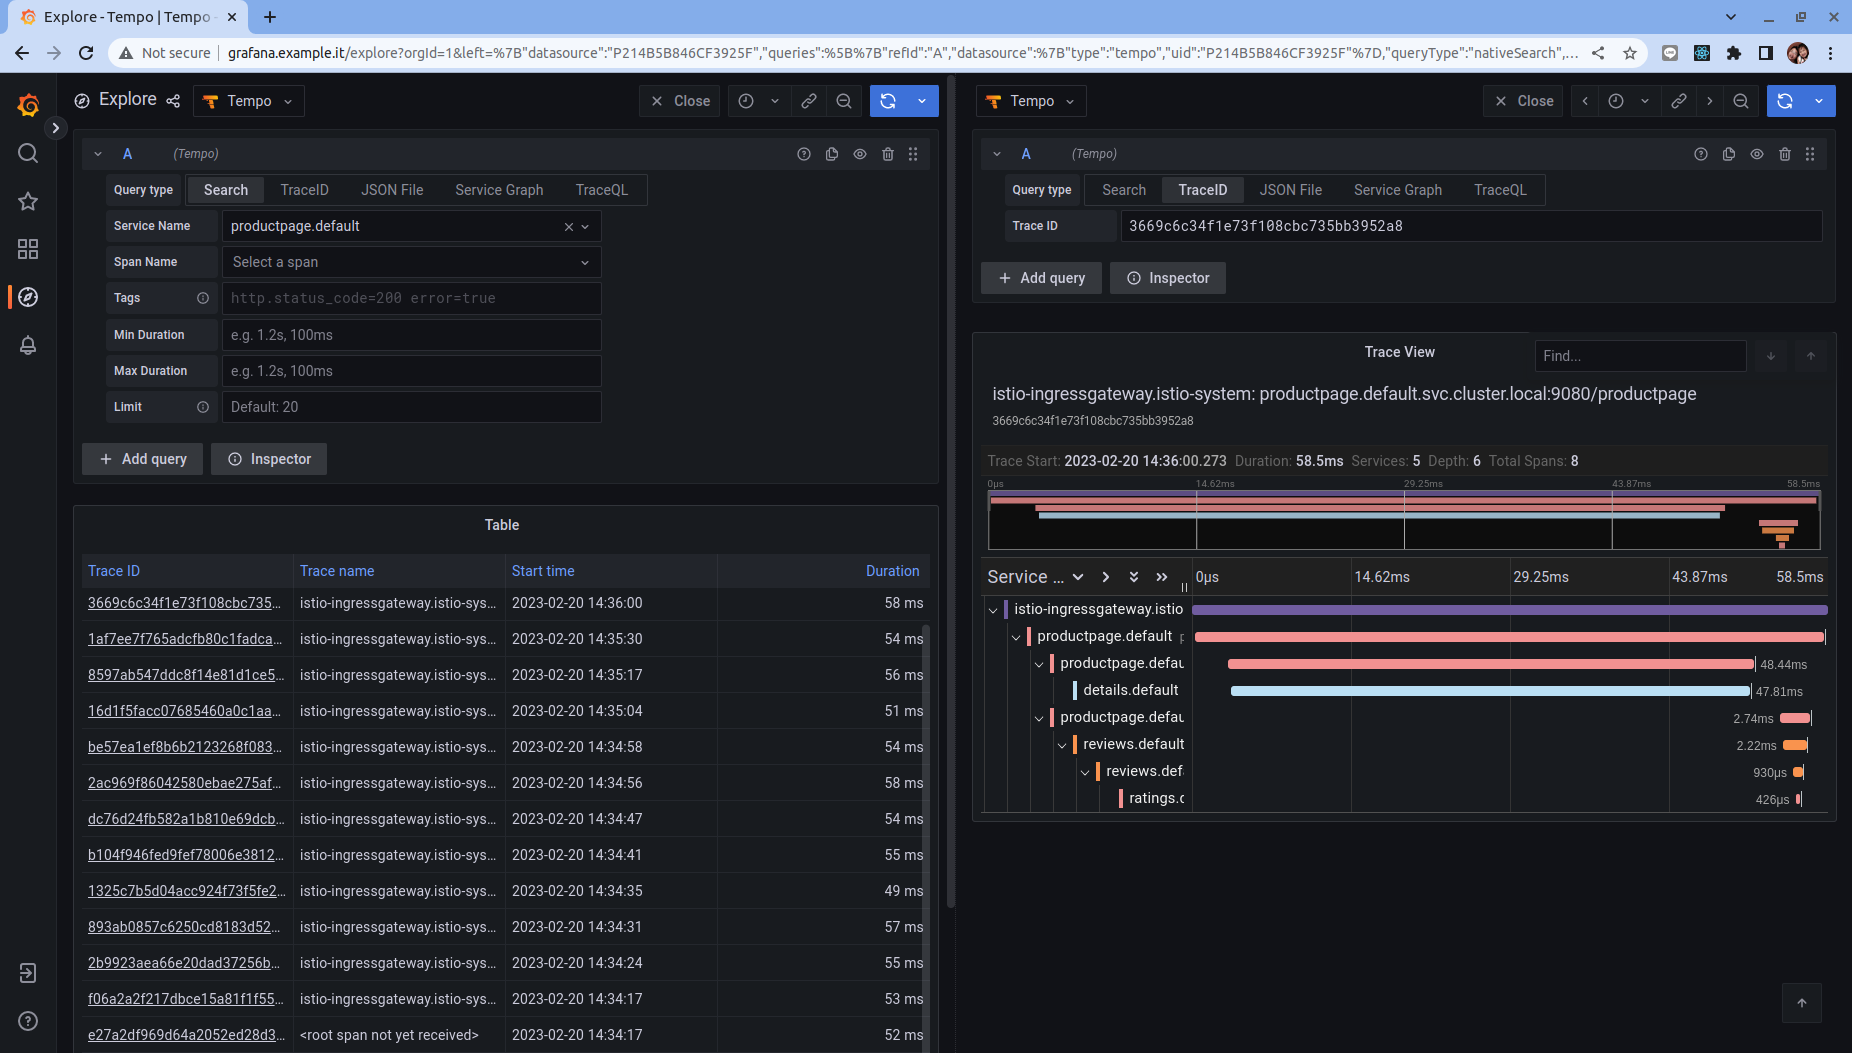 Explore - Tempo | Tempo
Not secure
grafana.example.it/explore?orgId=1&left=%7B"datasource":"P214B5B846CF3925F","queries":%5B%7B"refId":"A","datasource":%7B"type":"tempo","uid":"P214B5B846CF3925F"%7D,"queryType":"nativeSearch",...
Explore
Tempo
Close
A
(Tempo)
Query type
Search
TraceID
JSON File
Service Graph
TraceQL
Service Name
productpage.default
Span Name
Select a span
Tags
http.status_code=200 error=true
Min Duration
e.g. 1.2s, 100ms
Max Duration
e.g. 1.2s, 100ms
Limit
Default: 20
+ Add query
Inspector
Table
Trace ID Trace name Start time Duration
3669c6c34f1e73f108cbc735... istio-ingressgateway.istio-sys... 2023-02-20 14:36:00 58 ms
1af7ee7f765adcfb80c1fadca... istio-ingressgateway.istio-sys... 2023-02-20 14:35:30 54 ms
8597ab547ddc8f14e81d1ce5... istio-ingressgateway.istio-sys... 2023-02-20 14:35:17 56 ms
16d1f5facc07685460a0c1aa... istio-ingressgateway.istio-sys... 2023-02-20 14:35:04 51 ms
be57ea1ef8b6b2123268f083... istio-ingressgateway.istio-sys... 2023-02-20 14:34:58 54 ms
2ac969f86042580ebae275af... istio-ingressgateway.istio-sys... 2023-02-20 14:34:56 58 ms
dc76d24fb582a1b810e69dcb... istio-ingressgateway.istio-sys... 2023-02-20 14:34:47 54 ms
b104f946fed9fef78006e3812... istio-ingressgateway.istio-sys... 2023-02-20 14:34:41 55 ms
1325c7b5d04acc924f73f5fe2... istio-ingressgateway.istio-sys... 2023-02-20 14:34:35 49 ms
893ab0857c6250cd8183d52... istio-ingressgateway.istio-sys... 2023-02-20 14:34:31 57 ms
2b9923aea66e20dad37256b... istio-ingressgateway.istio-sys... 2023-02-20 14:34:24 55 ms
f06a2a2f217dbce15a81f1f55... istio-ingressgateway.istio-sys... 2023-02-20 14:34:17 53 ms
e27a2df969d64a2052ed28d3... <root span not yet received> 2023-02-20 14:34:17 52 ms
Tempo
Close
A
(Tempo)
Query type
Search
TraceID
JSON File
Service Graph
TraceQL
Trace ID
3669c6c34f1e73f108cbc735bb3952a8
+ Add query
Inspector
Trace View
Find...
istio-ingressgateway.istio-system: productpage.default.svc.cluster.local:9080/productpage
3669c6c34f1e73f108cbc735bb3952a8
Trace Start: 2023-02-20 14:36:00.273 Duration: 58.5ms Services: 5 Depth: 6 Total Spans: 8
0μs 14.62ms 29.25ms 43.87ms 58.5ms
Service ... 0μs 14.62ms 29.25ms 43.87ms 58.5ms
istio-ingressgateway.istio
productpage.default p
productpage.defau 48.44ms
details.default 47.81ms
productpage.defau 2.74ms
reviews.default 2.22ms
reviews.def 930μs
ratings.d 426μs